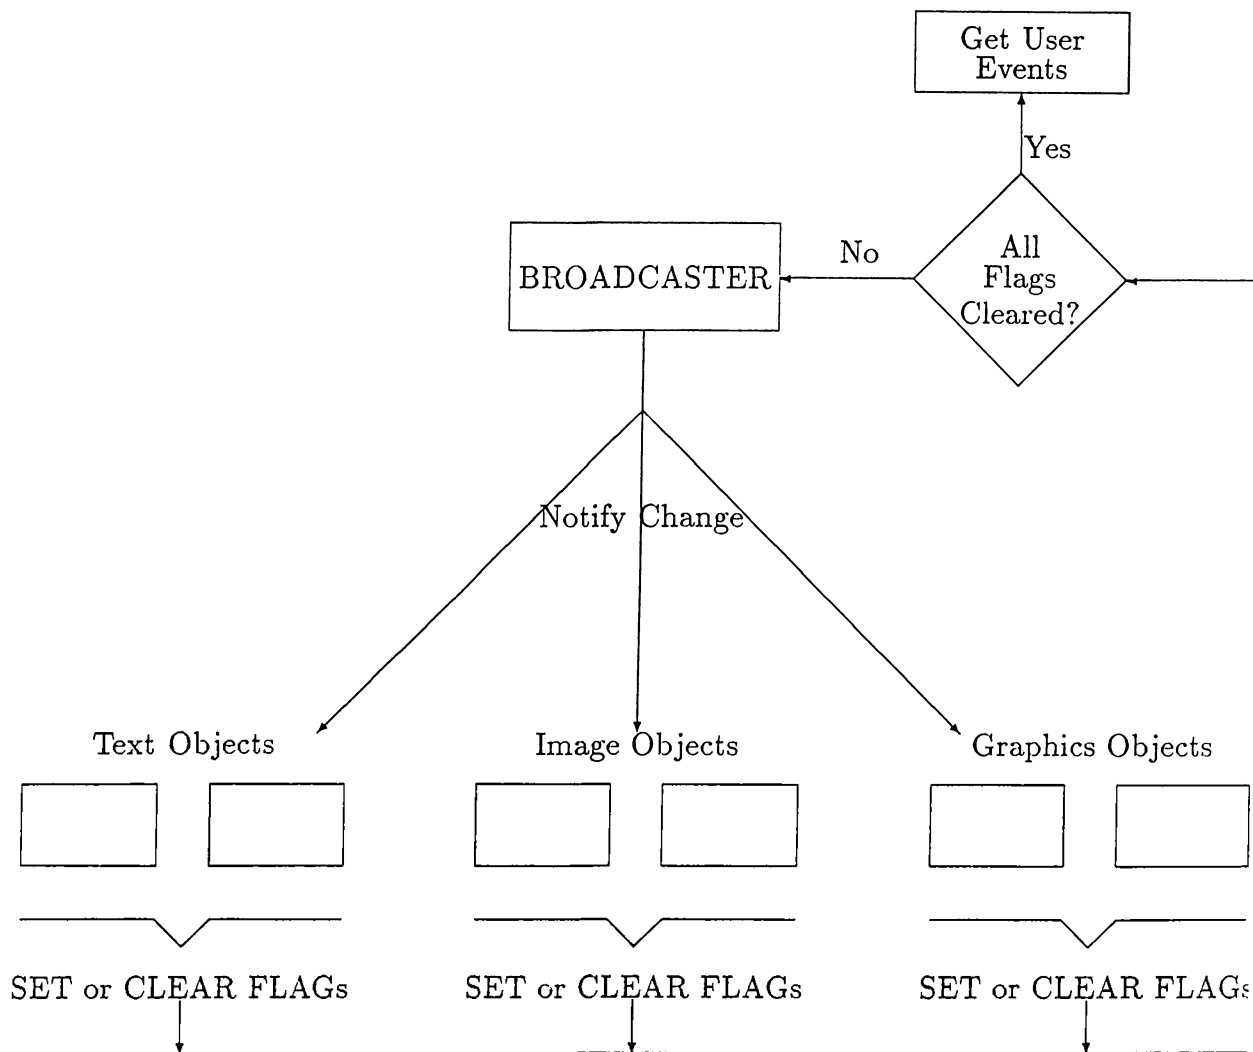 Get User
Events
Yes
No
All
Flags
Cleared?
BROADCASTER
Notify Change
Text Objects
Image Objects
Graphics Objects
SET or CLEAR FLAGs
SET or CLEAR FLAGs
SET or CLEAR FLAGs